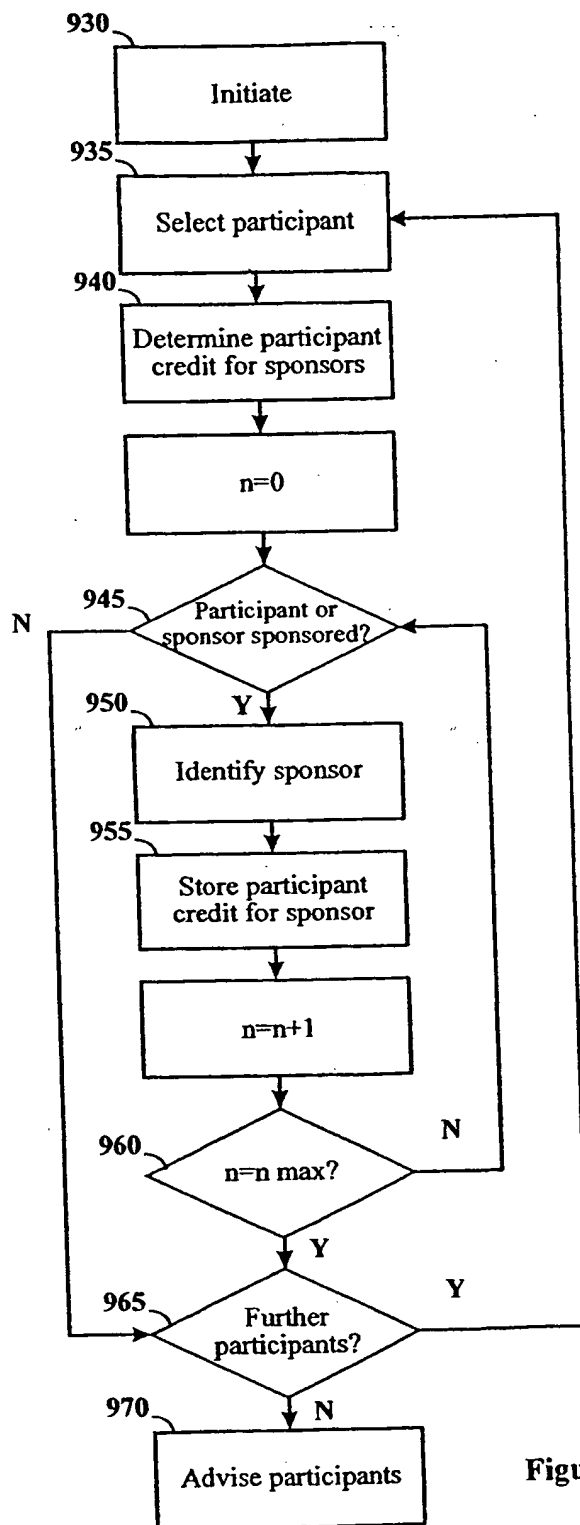 930
Initiate
935
Select participant
940
Determine participant
credit for sponsors
n=0
945
N
Participant or
sponsor sponsored?
Y
950
Identify sponsor
955
Store participant
credit for sponsor
n=n+1
960
N
n=n max?
Y
965
Y
Further
participants?
N
970
Advise participants
Figu